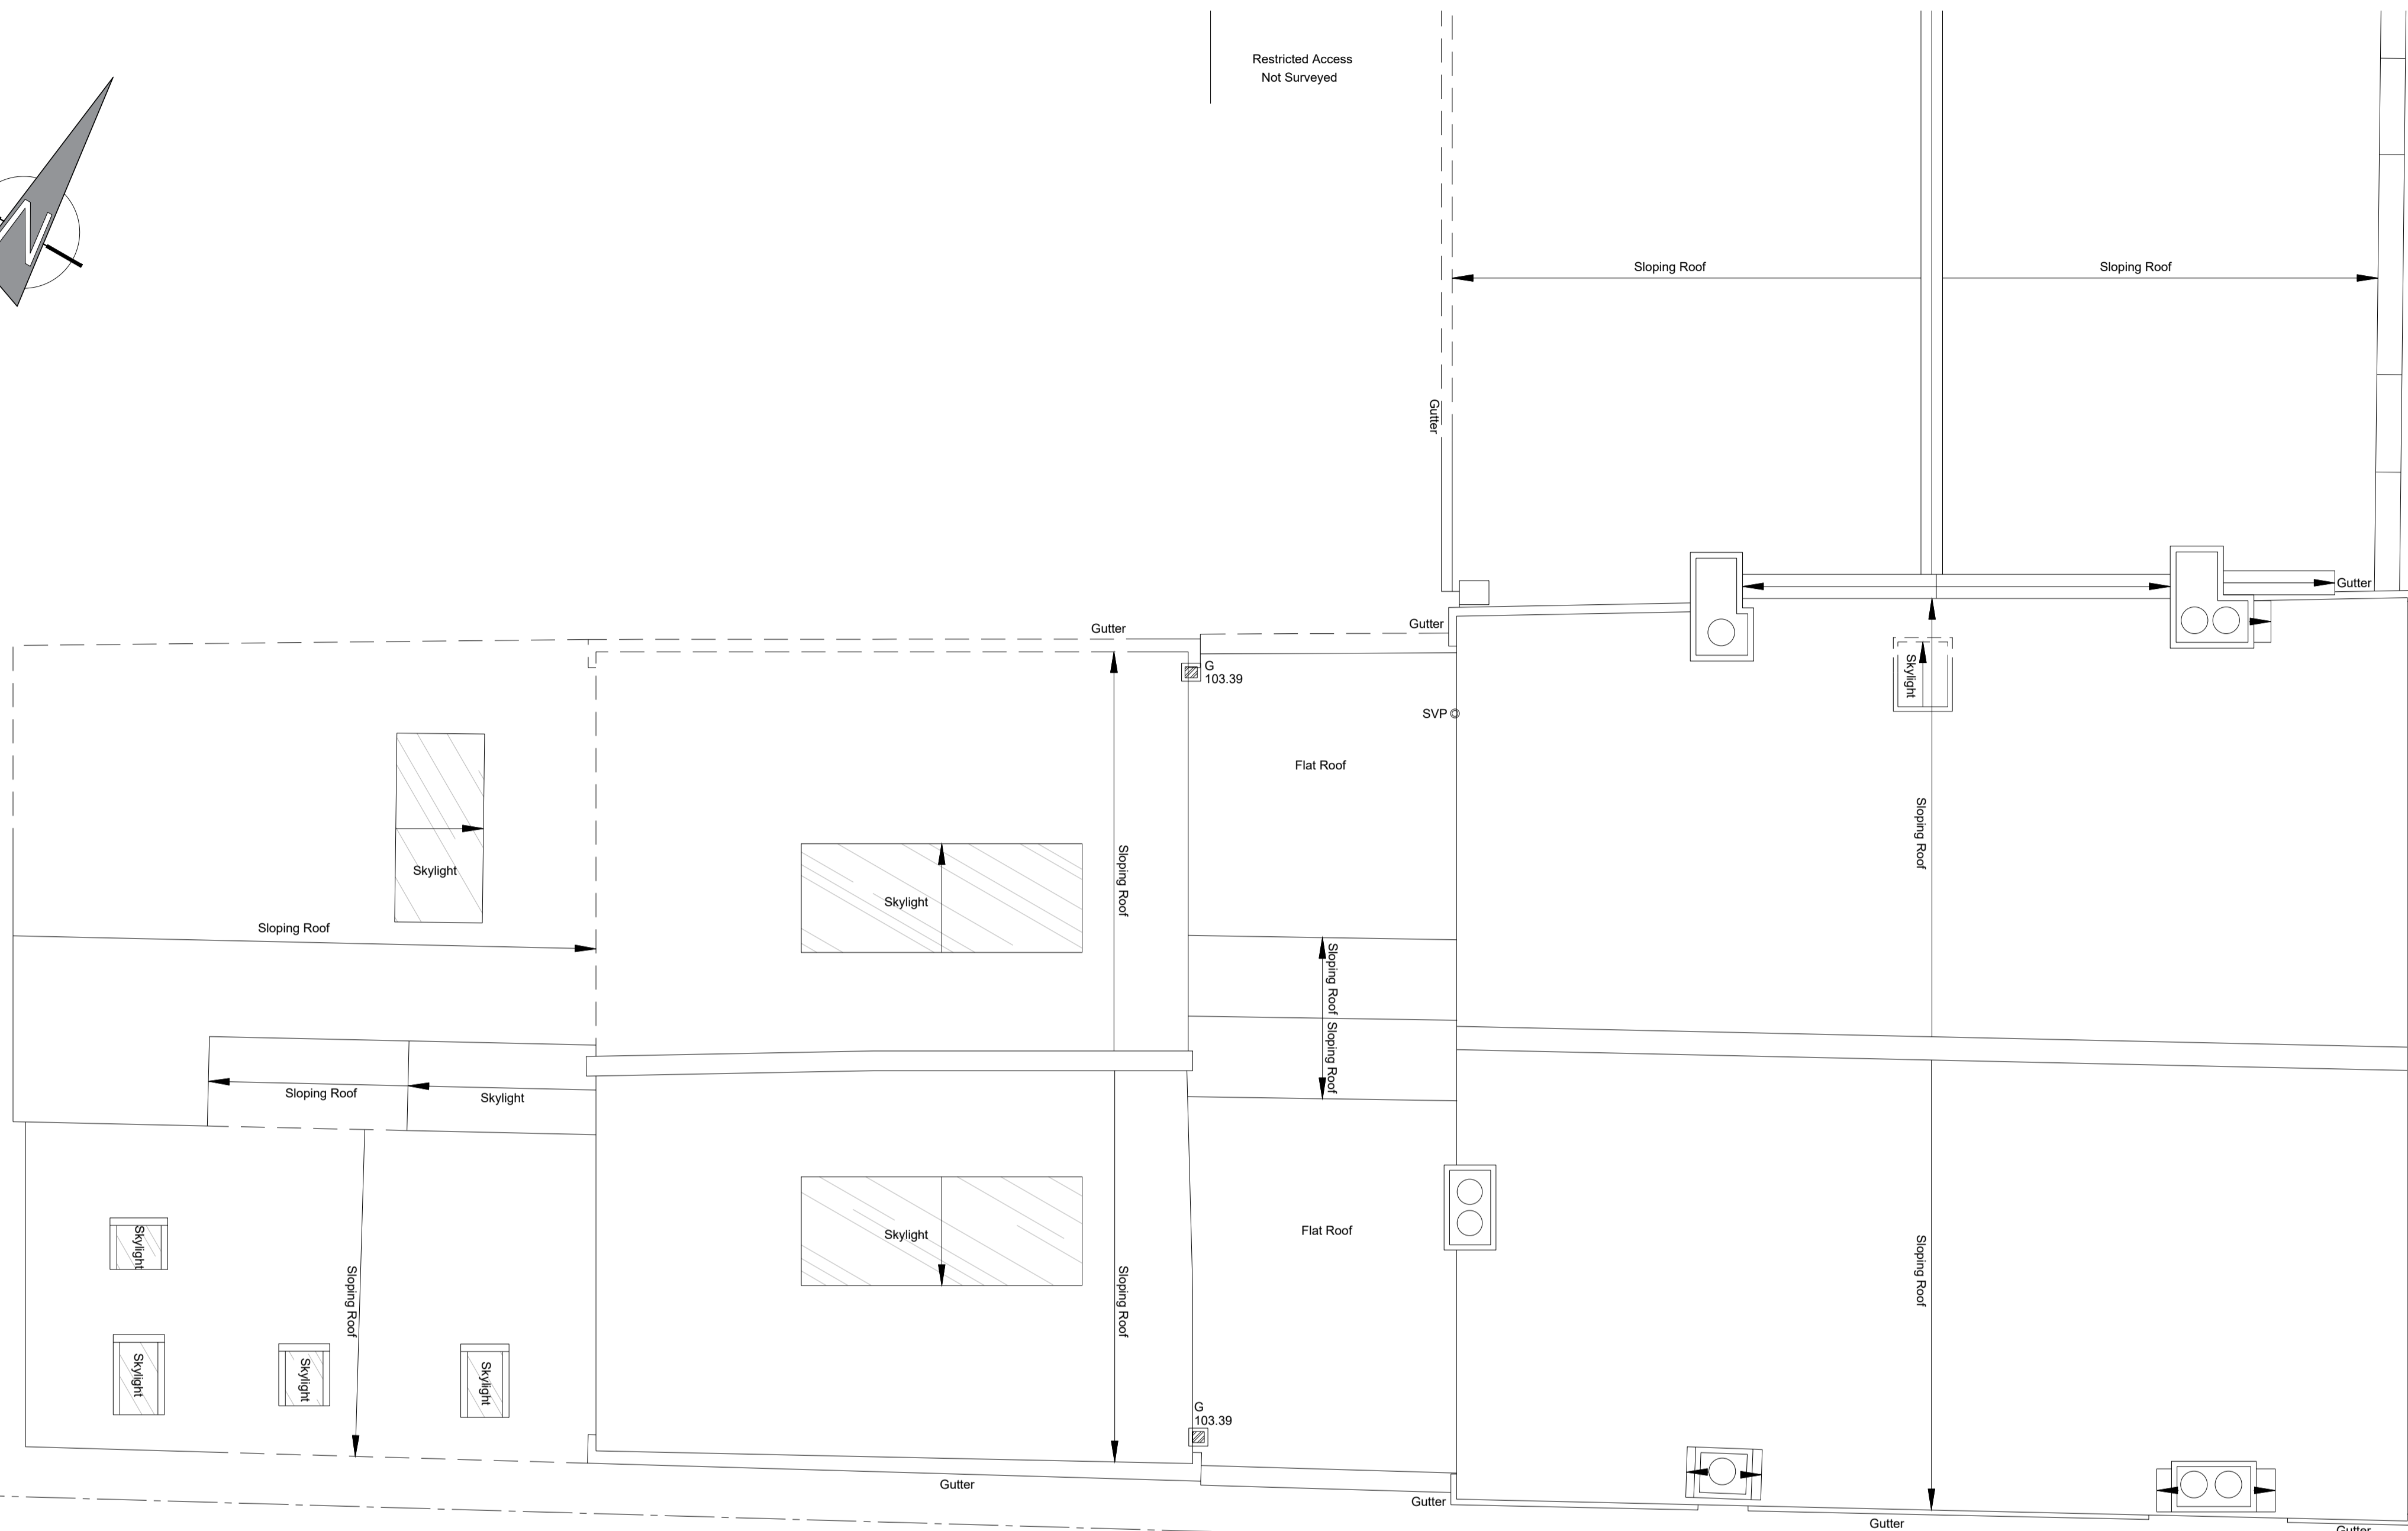 Restricted Access
Not Surveyed
N
Sloping Roof
Sloping Roof
Gutter
Gutter
Gutter
Gutter
G
103.39
Skylight
SVP
Flat Roof
Sloping Roof
Sloping Roof
Skylight
Skylight
Sloping Roof
Sloping Roof
Sloping Roof
Sloping Roof
Skylight
Skylight
Skylight
Flat Roof
Sloping Roof
Sloping Roof
Sloping Roof
Skylight
Skylight
Skylight
G
103.39
Gutter
Gutter
Gutter
Gutter